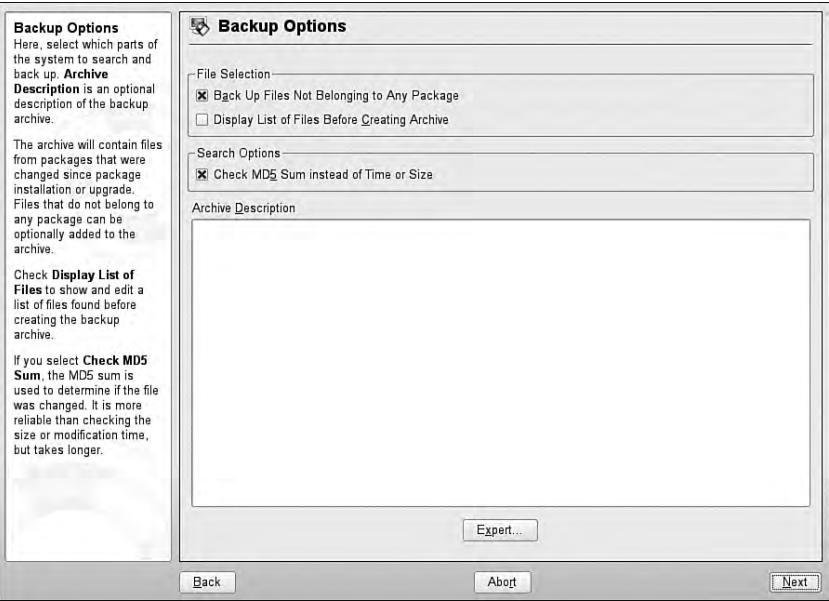 Backup Options
Here, select which parts of
the system to search and
back up. Archive
Description is an optional
description of the backup
archive.
The archive will contain files
from packages that were
changed since package
installation or upgrade.
Files that do not belong to
any package can be
optionally added to the
archive.
Check Display List of
Files to show and edit a
list of files found before
creating the backup
archive.
If you select Check MD5
Sum, the MD5 sum is
used to determine if the file
was changed. It is more
reliable than checking the
size or modification time,
but takes longer.
Backup Options
File Selection
Back Up Files Not Belonging to Any Package
Display List of Files Before Creating Archive
Search Options
Check MD5 Sum instead of Time or Size
Archive Description
Expert...
Back
Abort
Next